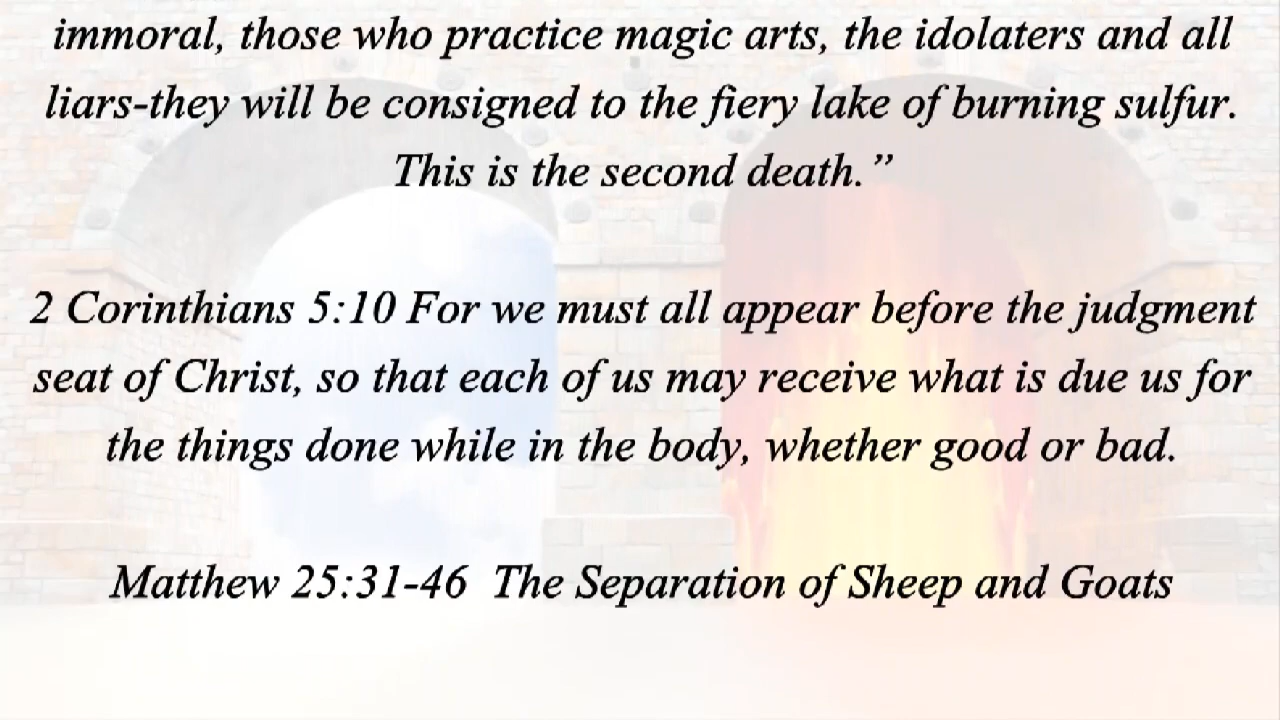 immoral, those who practice magic arts, the idolaters and all
liars-they will be consigned to the fiery lake of burning sulfur.
This is the second death.”
2 Corinthians 5:10 For we must all appear before the judgment
seat of Christ, so that each of us may receive what is due us for
the things done while in the body, whether good or bad.
Matthew 25:31-46  The Separation of Sheep and Goats